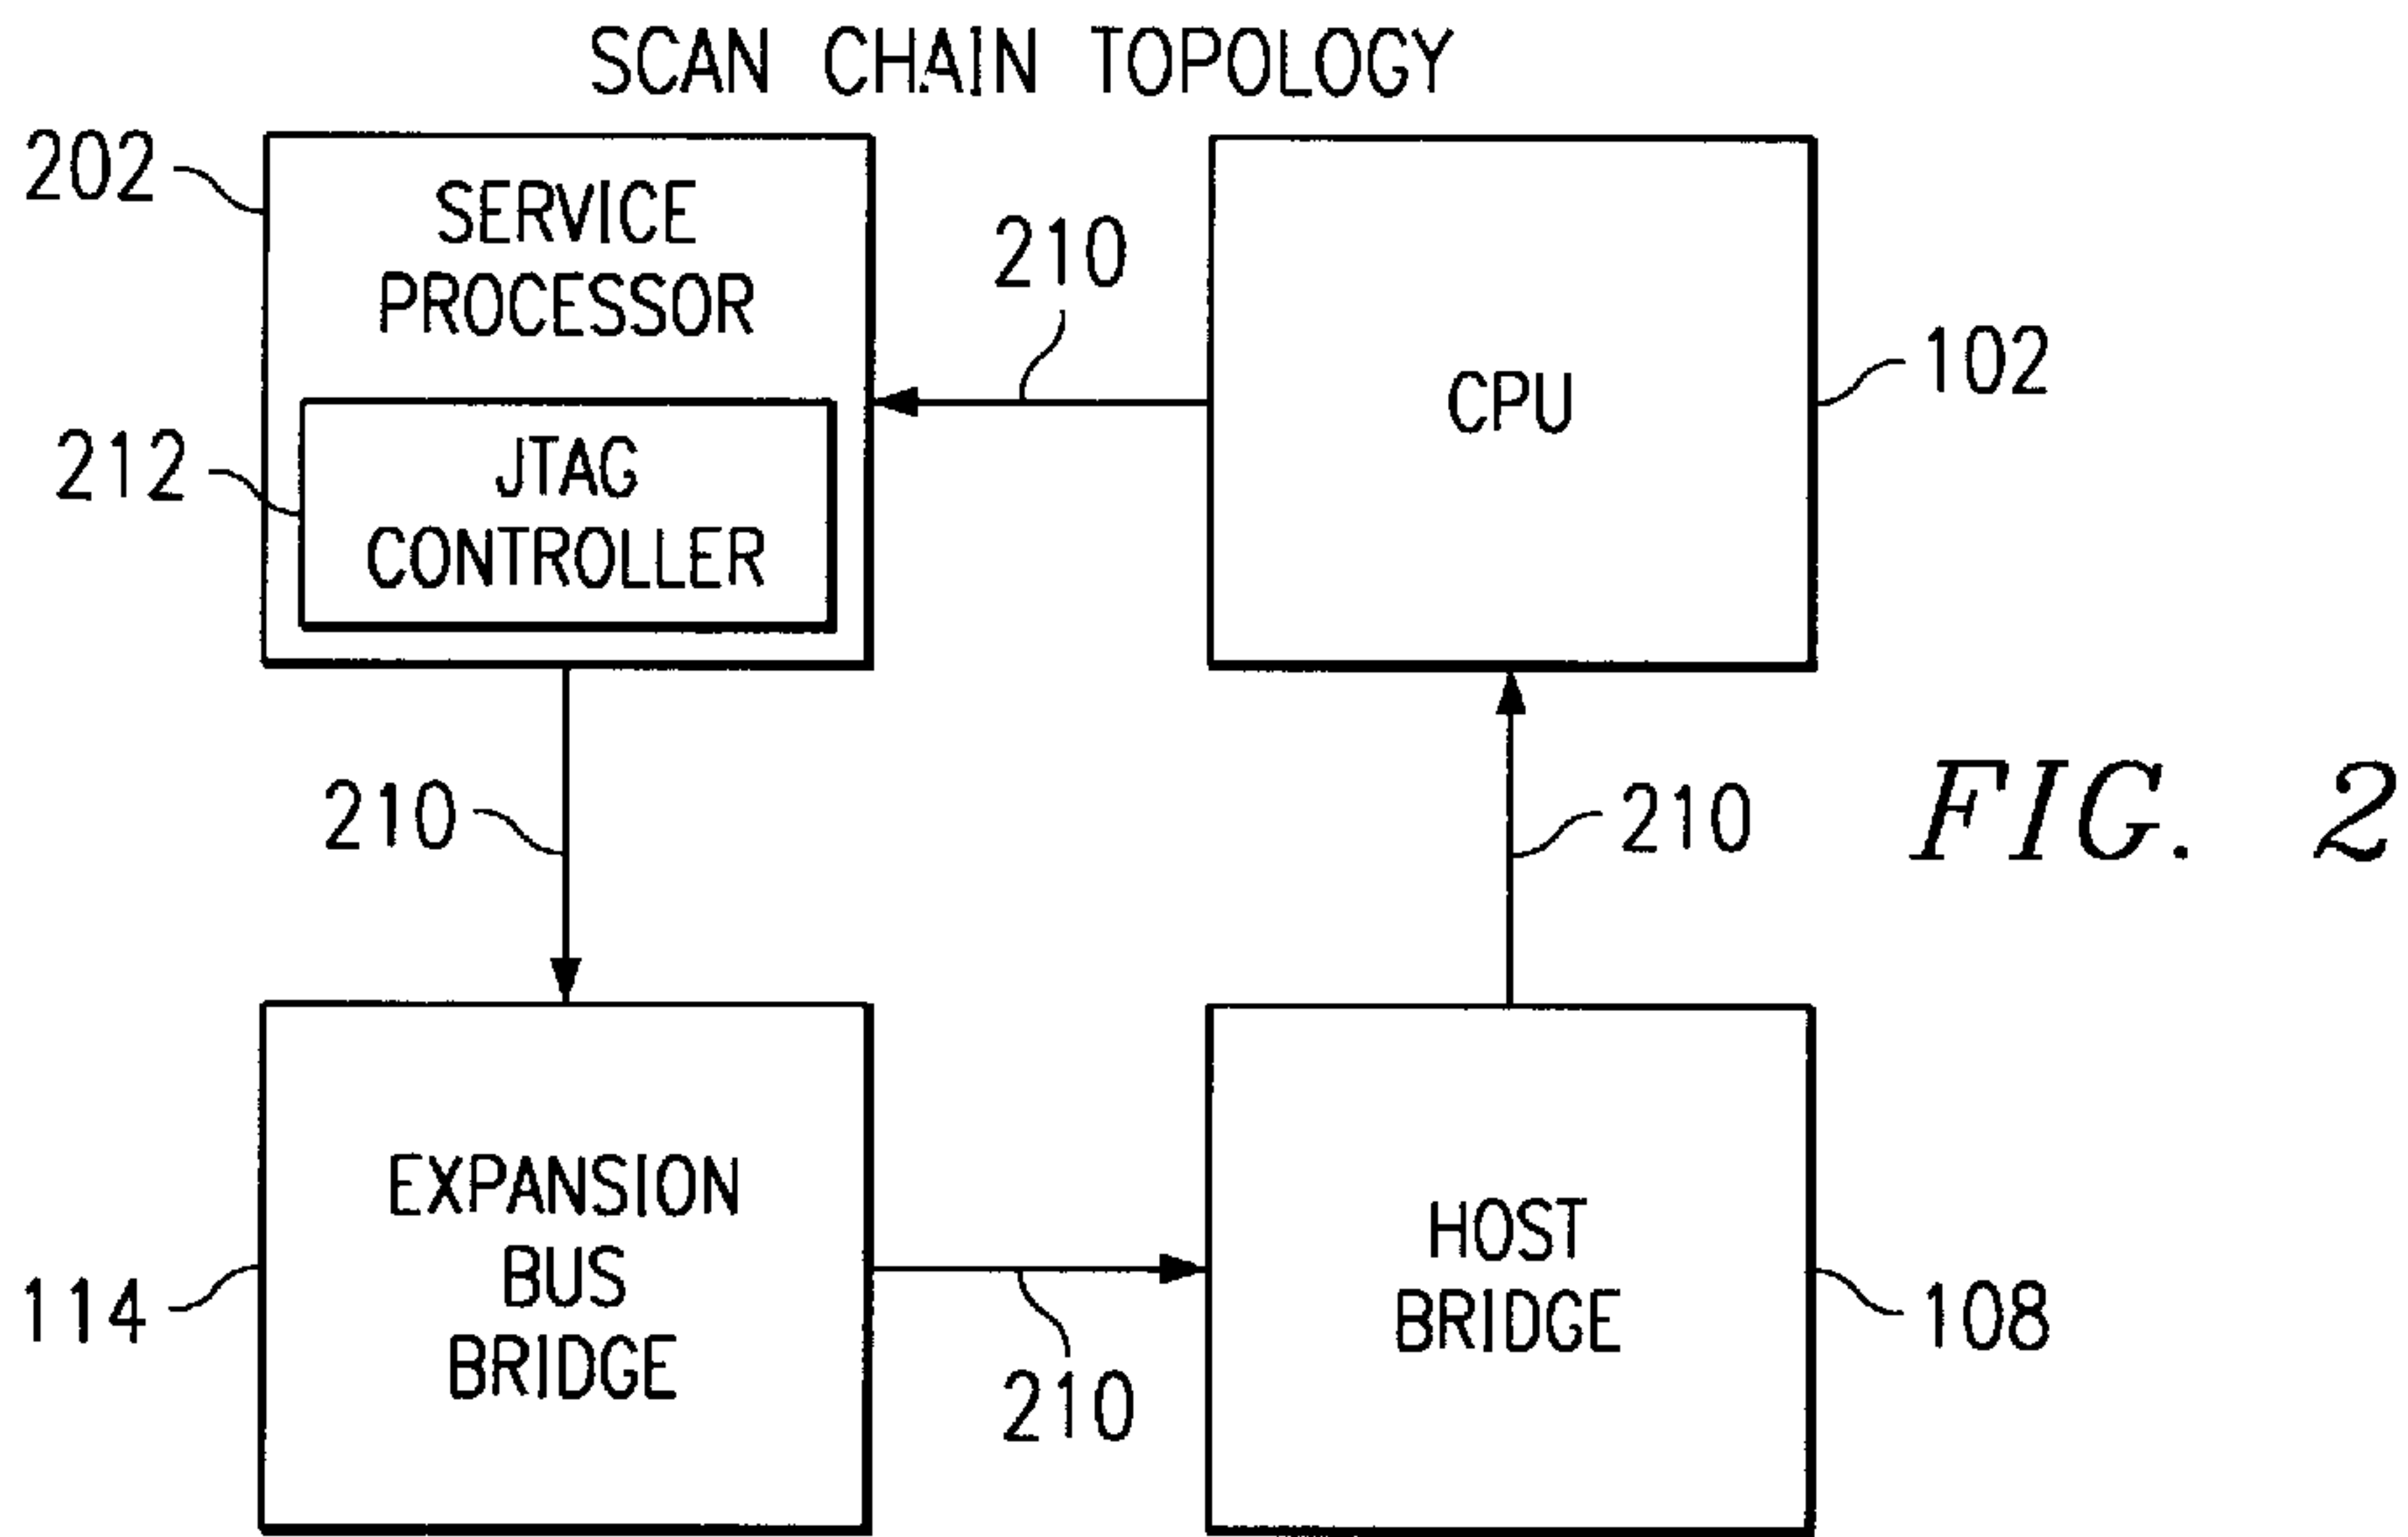 SCAN CHAIN TOPOLOGY
202
SERVICE
PROCESSOR
212
JTAG
CONTROLLER
210
CPU
102
210
210
FIG. 2
EXPANSION
BUS
BRIDGE
114
210
HOST
BRIDGE
108